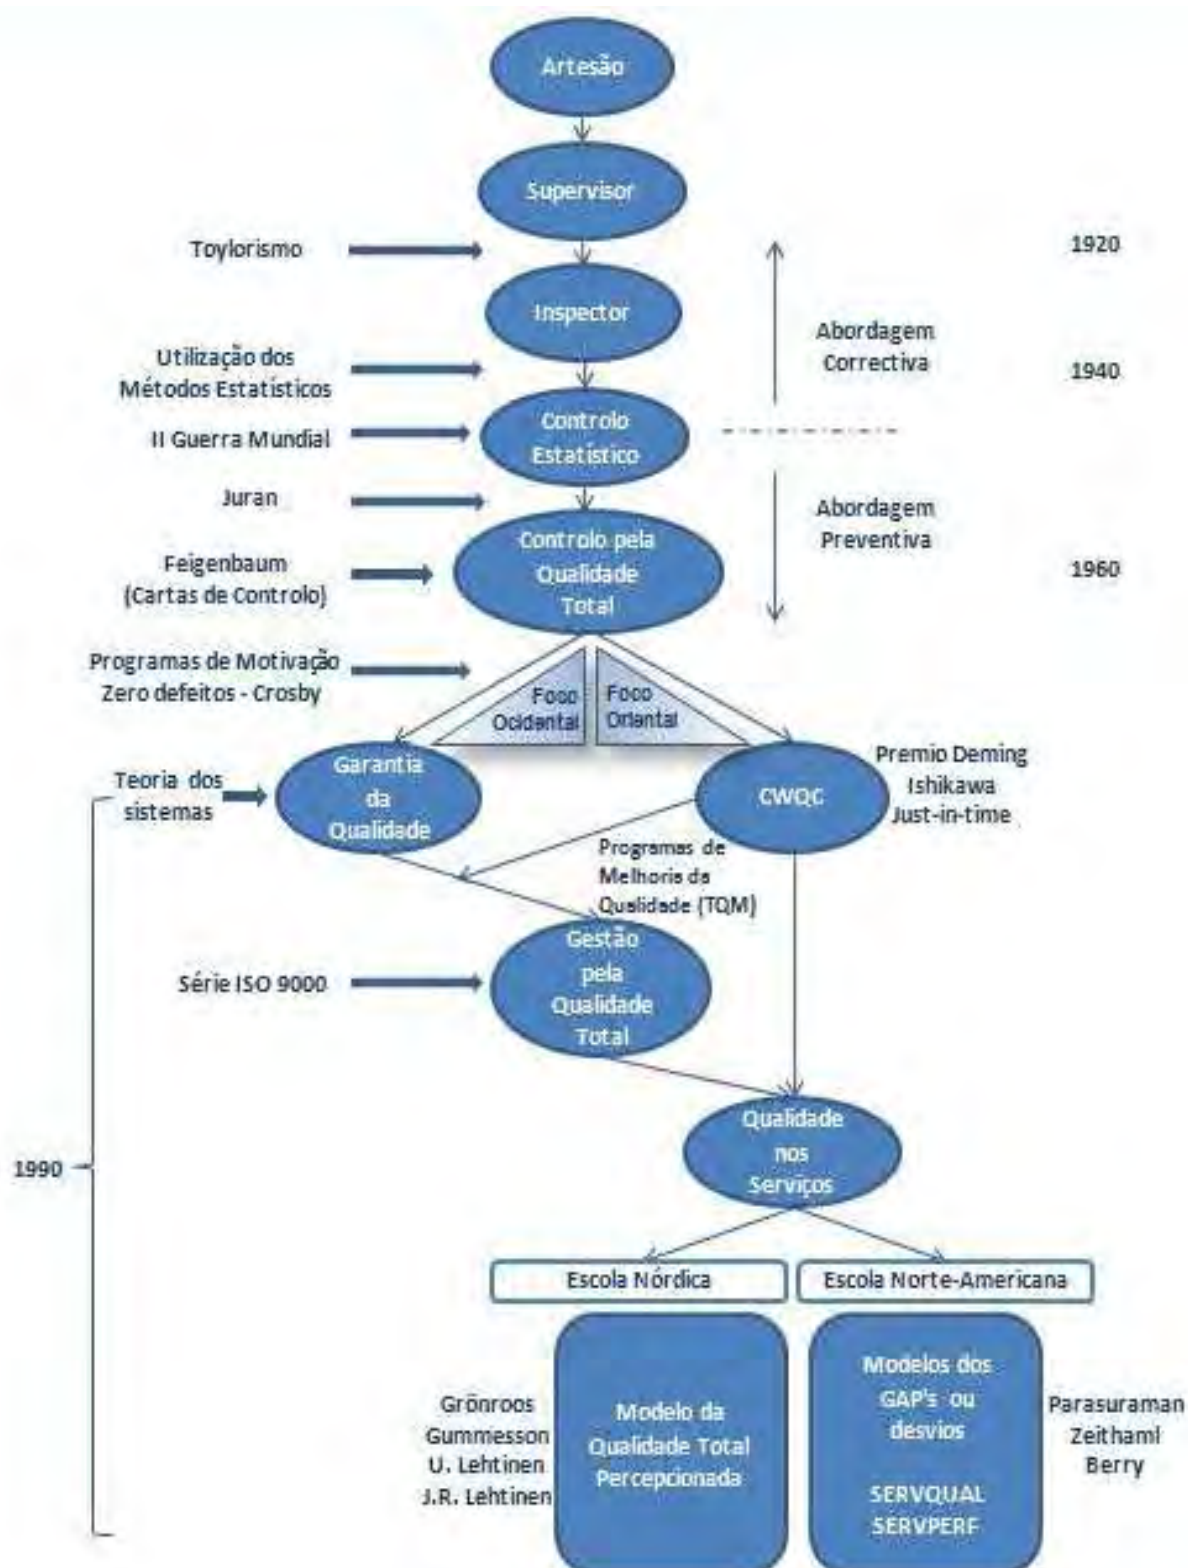 Artesão
Supervisor
Toylorismo
1920
Inspector
Abordagem
Correctiva
Utilização dos
Métodos Estatísticos
1940
Controlo
Estatístico
II Guerra Mundial
Juran
Abordagem
Preventiva
Controlo pela
Qualidade
Total
Feigenbaum
(Cartas de Controlo)
1960
Programas de Motivação
Zero defeitos - Crosby
Foco
Ocidental
Foco
Oriental
Teoria dos
sistemas
Garantia
da
Qualidade
CWQC
Premio Deming
Ishikawa
Just-in-time
Programas de
Melhoria da
Qualidade (TQM)
Gestão
pela
Qualidade
Total
Série ISO 9000
Qualidade
nos
Serviços
1990
Escola Nórdica
Escola Norte-Americana
Grönroos
Gummesson
U. Lehtinen
J.R. Lehtinen
Modelo da
Qualidade Total
Percepcionada
Modelos dos
GAP's ou
desvios
SERVQUAL
SERVPERF
Parasuraman
Zeithaml
Berry